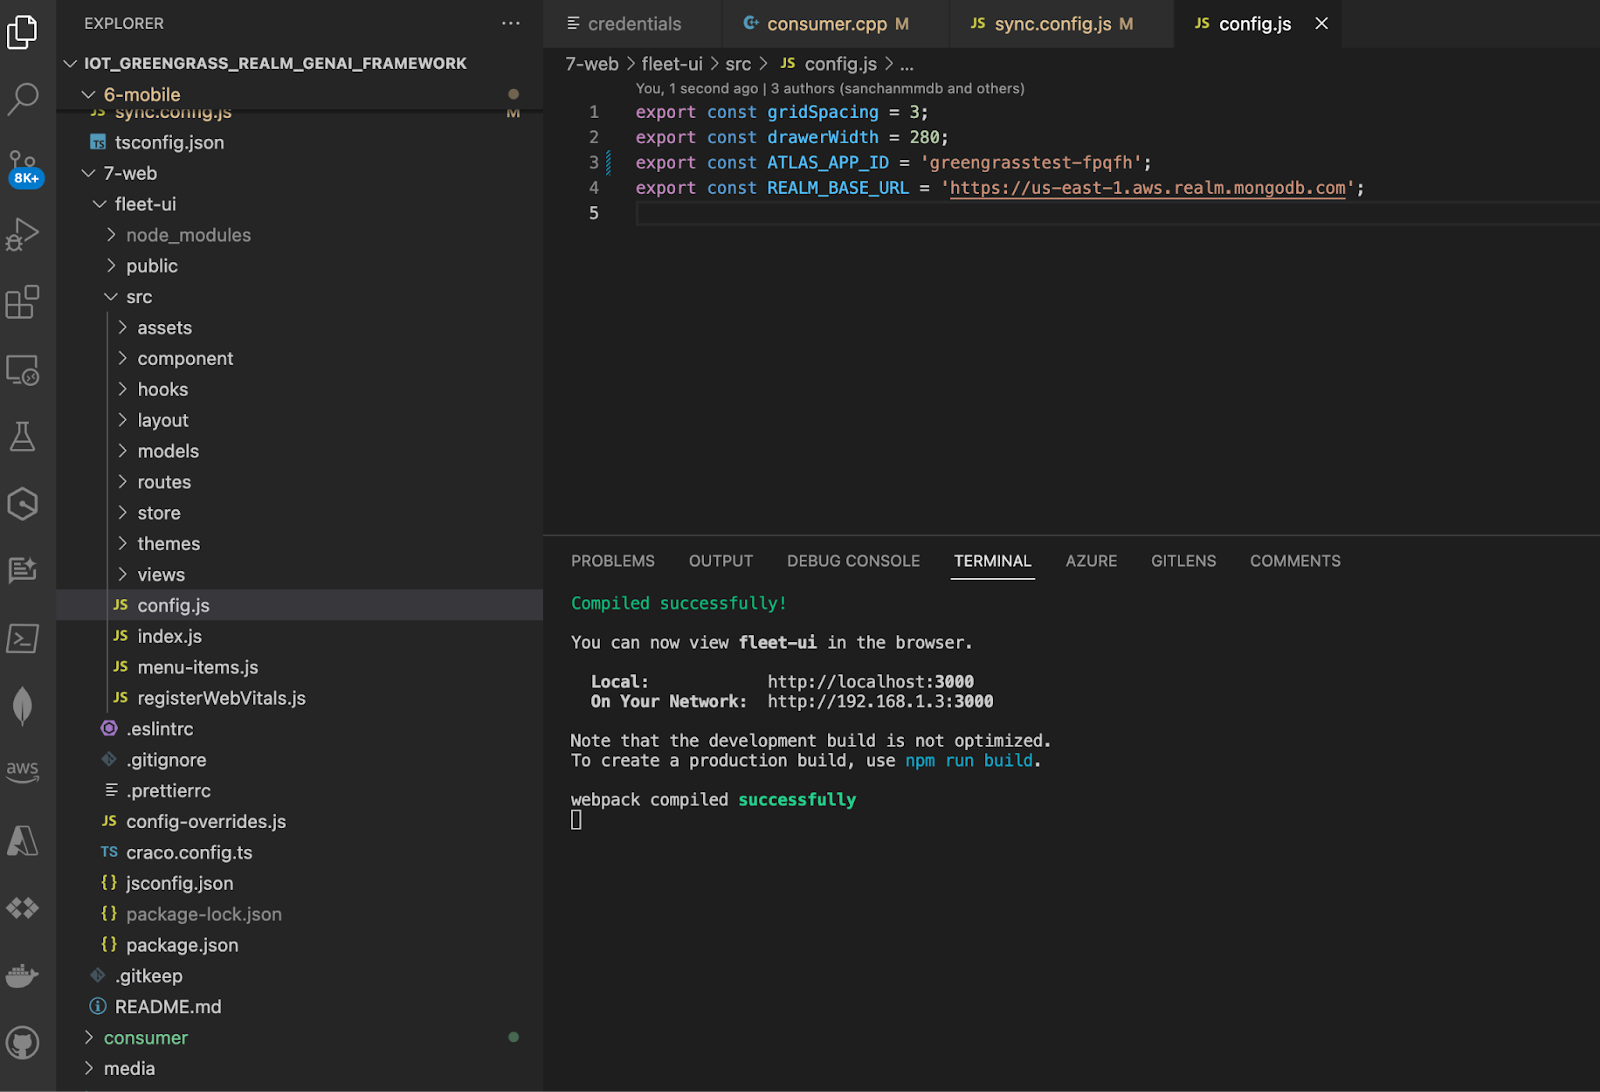 EXPLORER
...
IOT_GREENGRASS_REALM_GENAI_FRAMEWORK
6-mobile
JS sync.config.js M
TS tsconfig.json
7-web
fleet-ui
node_modules
public
src
assets
component
hooks
layout
models
routes
store
themes
views
JS config.js
JS index.js
JS menu-items.js
JS registerWebVitals.js
.eslintrc
.gitignore
.prettierrc
JS config-overrides.js
TS craco.config.ts
{} jsconfig.json
{} package-lock.json
{} package.json
.gitkeep
README.md
consumer
media
8K+
aws
credentials
consumer.cpp M
JS sync.config.js M
JS config.js
7-web > fleet-ui > src > JS config.js > ...
You, 1 second ago | 3 authors (sanchanmmdb and others)
1 export const gridSpacing = 3;
2 export const drawerWidth = 280;
3 export const ATLAS_APP_ID = 'greengrasstest-fpqfh';
4 export const REALM_BASE_URL = 'https://us-east-1.aws.realm.mongodb.com';
5
PROBLEMS OUTPUT DEBUG CONSOLE TERMINAL AZURE GITLENS COMMENTS
Compiled successfully!
You can now view fleet-ui in the browser.
Local: http://localhost:3000
On Your Network: http://192.168.1.3:3000
Note that the development build is not optimized.
To create a production build, use npm run build.
webpack compiled successfully